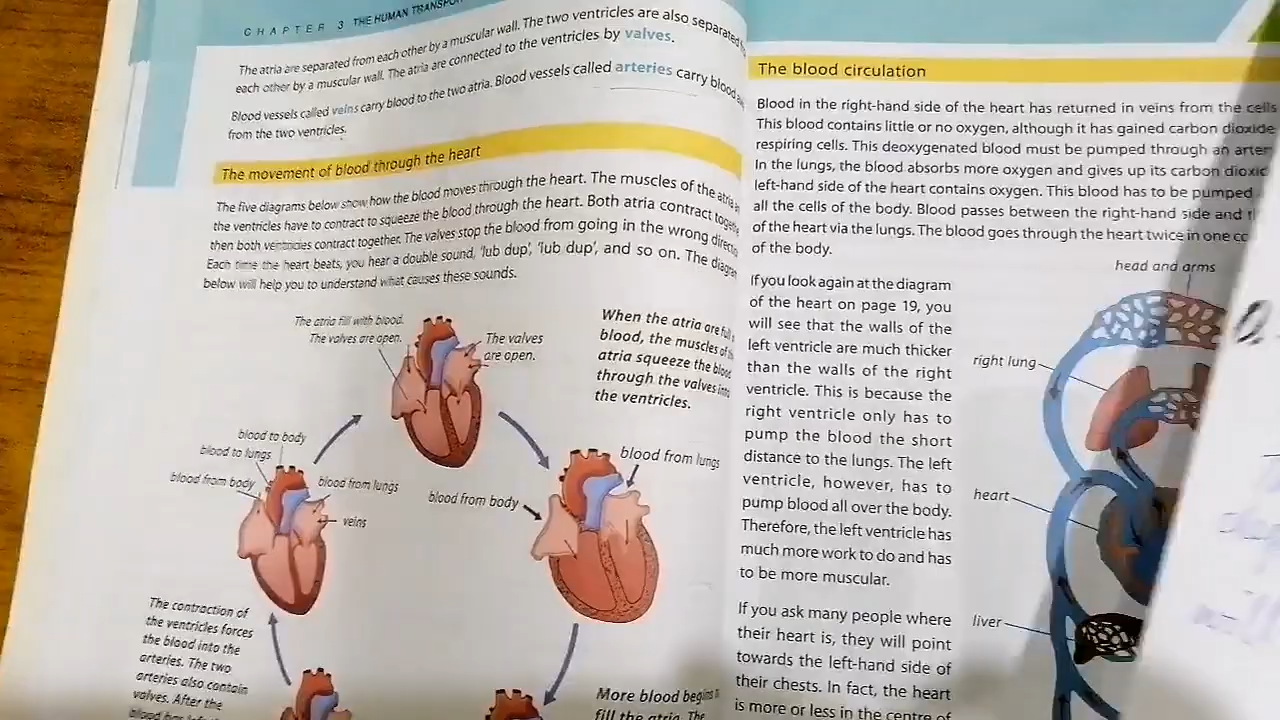 CHAPTER 3 THE HUMAN
The atria are separated from each other by a muscular wall. The two ventricles are also separated
each other by a muscular wall. The atria are connected to the ventricles by valves.
Blood vessels called veins carry blood to the two atria. Blood vessels called arteries carry blood
from the two ventricles.
The movement of blood through the heart
The five diagrams below show how the blood moves through the heart. The muscles of the atria
the ventricles have to contract to squeeze the blood through the heart. Both atria contract
then both ventricles contract together. The valves stop the blood from going in the wrong
Each time the heart beats, you hear a double sound, 'lub dup', 'lub dup', and so on. The
below will help you to understand what causes these sounds.
The atria fill with blood.
The valves are open.
The valves
are open.
When the atria are
blood, the muscles of
atria squeeze the
through the valves into
the ventricles.
blood to body
blood to lungs
blood from body
blood from lungs
veins
blood from lungs
blood from body
The contraction of
the ventricles forces
the blood into the
arteries. The two
arteries also contain
valves. After the
More blood begins
fill the atria. The
The blood circulation
Blood in the right-hand side of the heart has returned in veins from the cells
This blood contains little or no oxygen, although it has gained carbon dioxide
respiring cells. This deoxygenated blood must be pumped through an
In the lungs, the blood absorbs more oxygen and gives up its carbon
left-hand side of the heart contains oxygen. This blood has to be pumped
all the cells of the body. Blood passes between the right-hand side and
of the heart via the lungs. The blood goes through the heart twice in one
of the body.
If you look again at the diagram
of the heart on page 19, you
will see that the walls of the
left ventricle are much thicker
than the walls of the right
ventricle. This is because the
right ventricle only has to
pump the blood the short
distance to the lungs. The left
ventricle, however, has to
pump blood all over the body.
Therefore, the left ventricle has
much more work to do and has
to be more muscular.
If you ask many people where
their heart is, they will point
towards the left-hand side of
their chests. In fact, the heart
is more or less in the centre of
head and arms
right lung
heart
liver